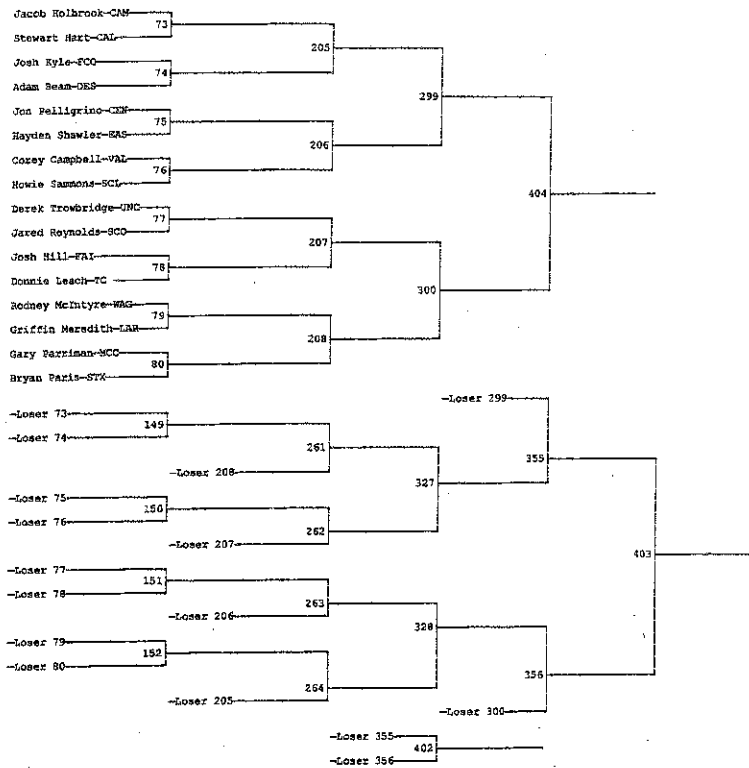 Jacob Holbrook-CAM
73
Stewart Hart-CAL
205
Josh Kyle-FCO
74
Adam Beam-DES
299
Jon Pelligrino-CEN
75
Hayden Shawler-EAS
206
Corey Campbell-VAL
76
Howie Sammons-SCL
404
Derek Trowbridge-UNC
77
Jared Reynolds-SCO
207
Josh Hill-FAI
78
Donnie Leach-TC
300
Rodney McIntyre-WAG
79
Griffin Meredith-LAR
208
Gary Parriman-MCC
80
Bryan Paris-STX
-Loser 299
-Loser 73
149
-Loser 74
261
355
-Loser 208
327
-Loser 75
150
-Loser 76
262
-Loser 207
403
-Loser 77
151
-Loser 78
263
-Loser 206
328
-Loser 79
152
-Loser 80
356
264
-Loser 205
-Loser 300
-Loser 355
402
-Loser 356